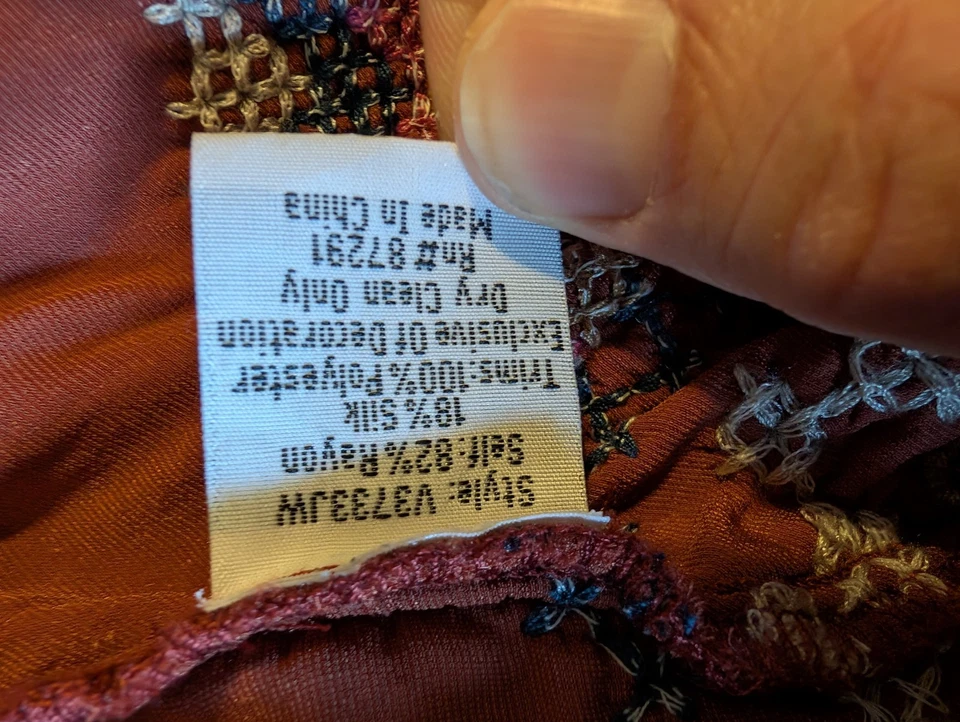 Style: V3733JW
Self: 82% Rayon
18% Silk
Trims:100% Polyester
Exclusive Of Decoration
Dry Clean Only
Rn# 87291
Made In China